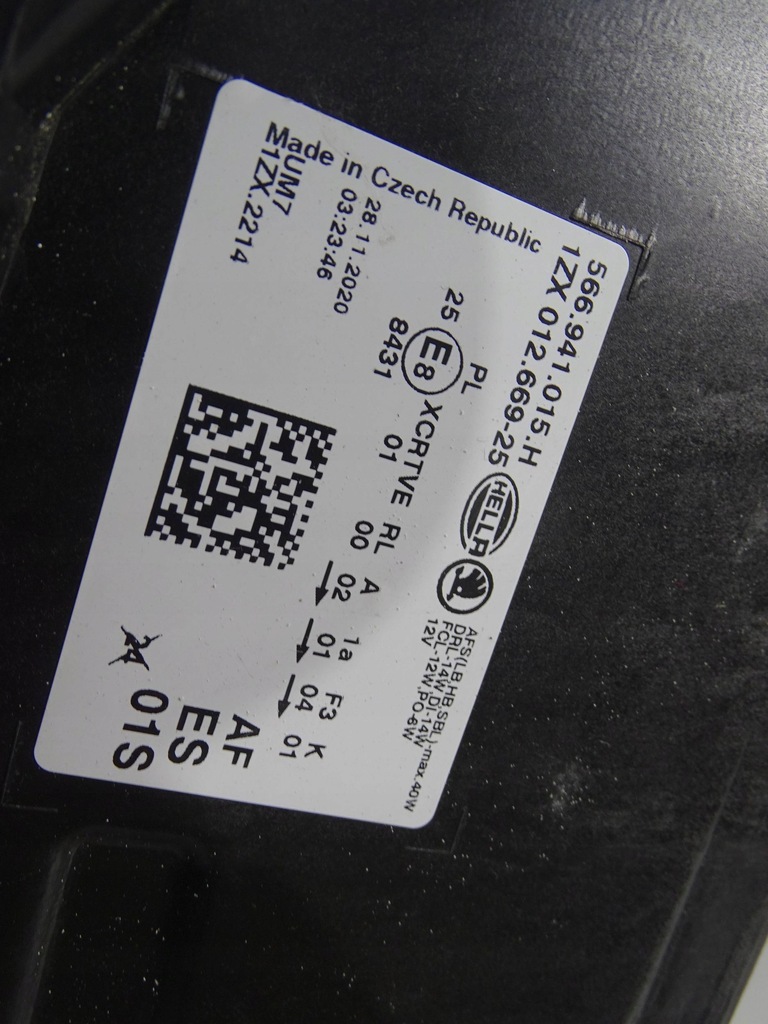 566.941.015.H
1ZX 012.669-25
HELLA
AFS(LB,HB,SBL)-max.40W
DRL-14W,DI-14W
FCL-12W,PO-6W
12V
Made in Czech Republic
PL
25 E8 XCRTVE RL A 1a F3 K
8431 01 00 02 01 04 01
28.11.2020
03:23:46
UM7
1ZX.2214
24
AF
ES
01S